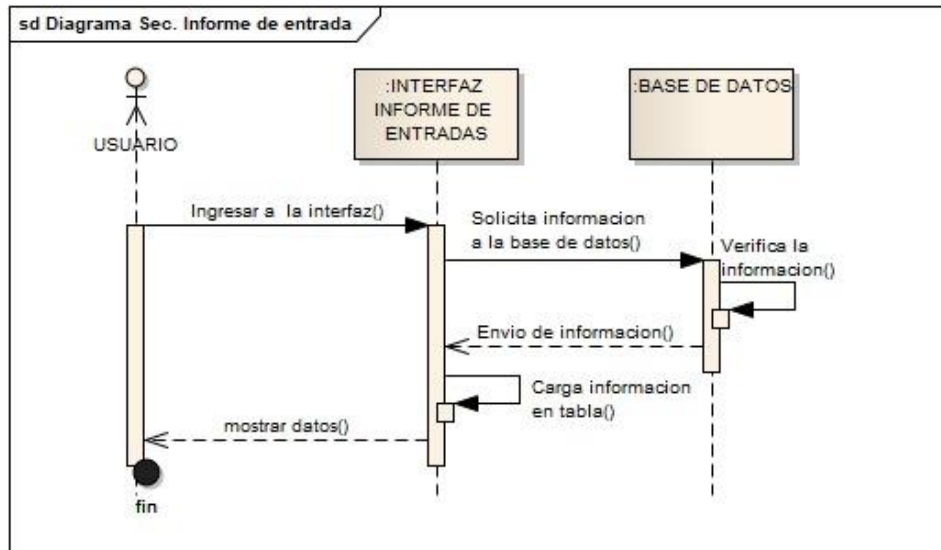 sd Diagrama Sec. Informe de entrada
USUARIO
:INTERFAZ
INFORME DE
ENTRADAS
:BASE DE DATOS
Ingresar a la interfaz()
Solicita informacion
a la base de datos()
Verifica la
informacion()
Envio de informacion()
Carga informacion
en tabla()
mostrar datos()
fin